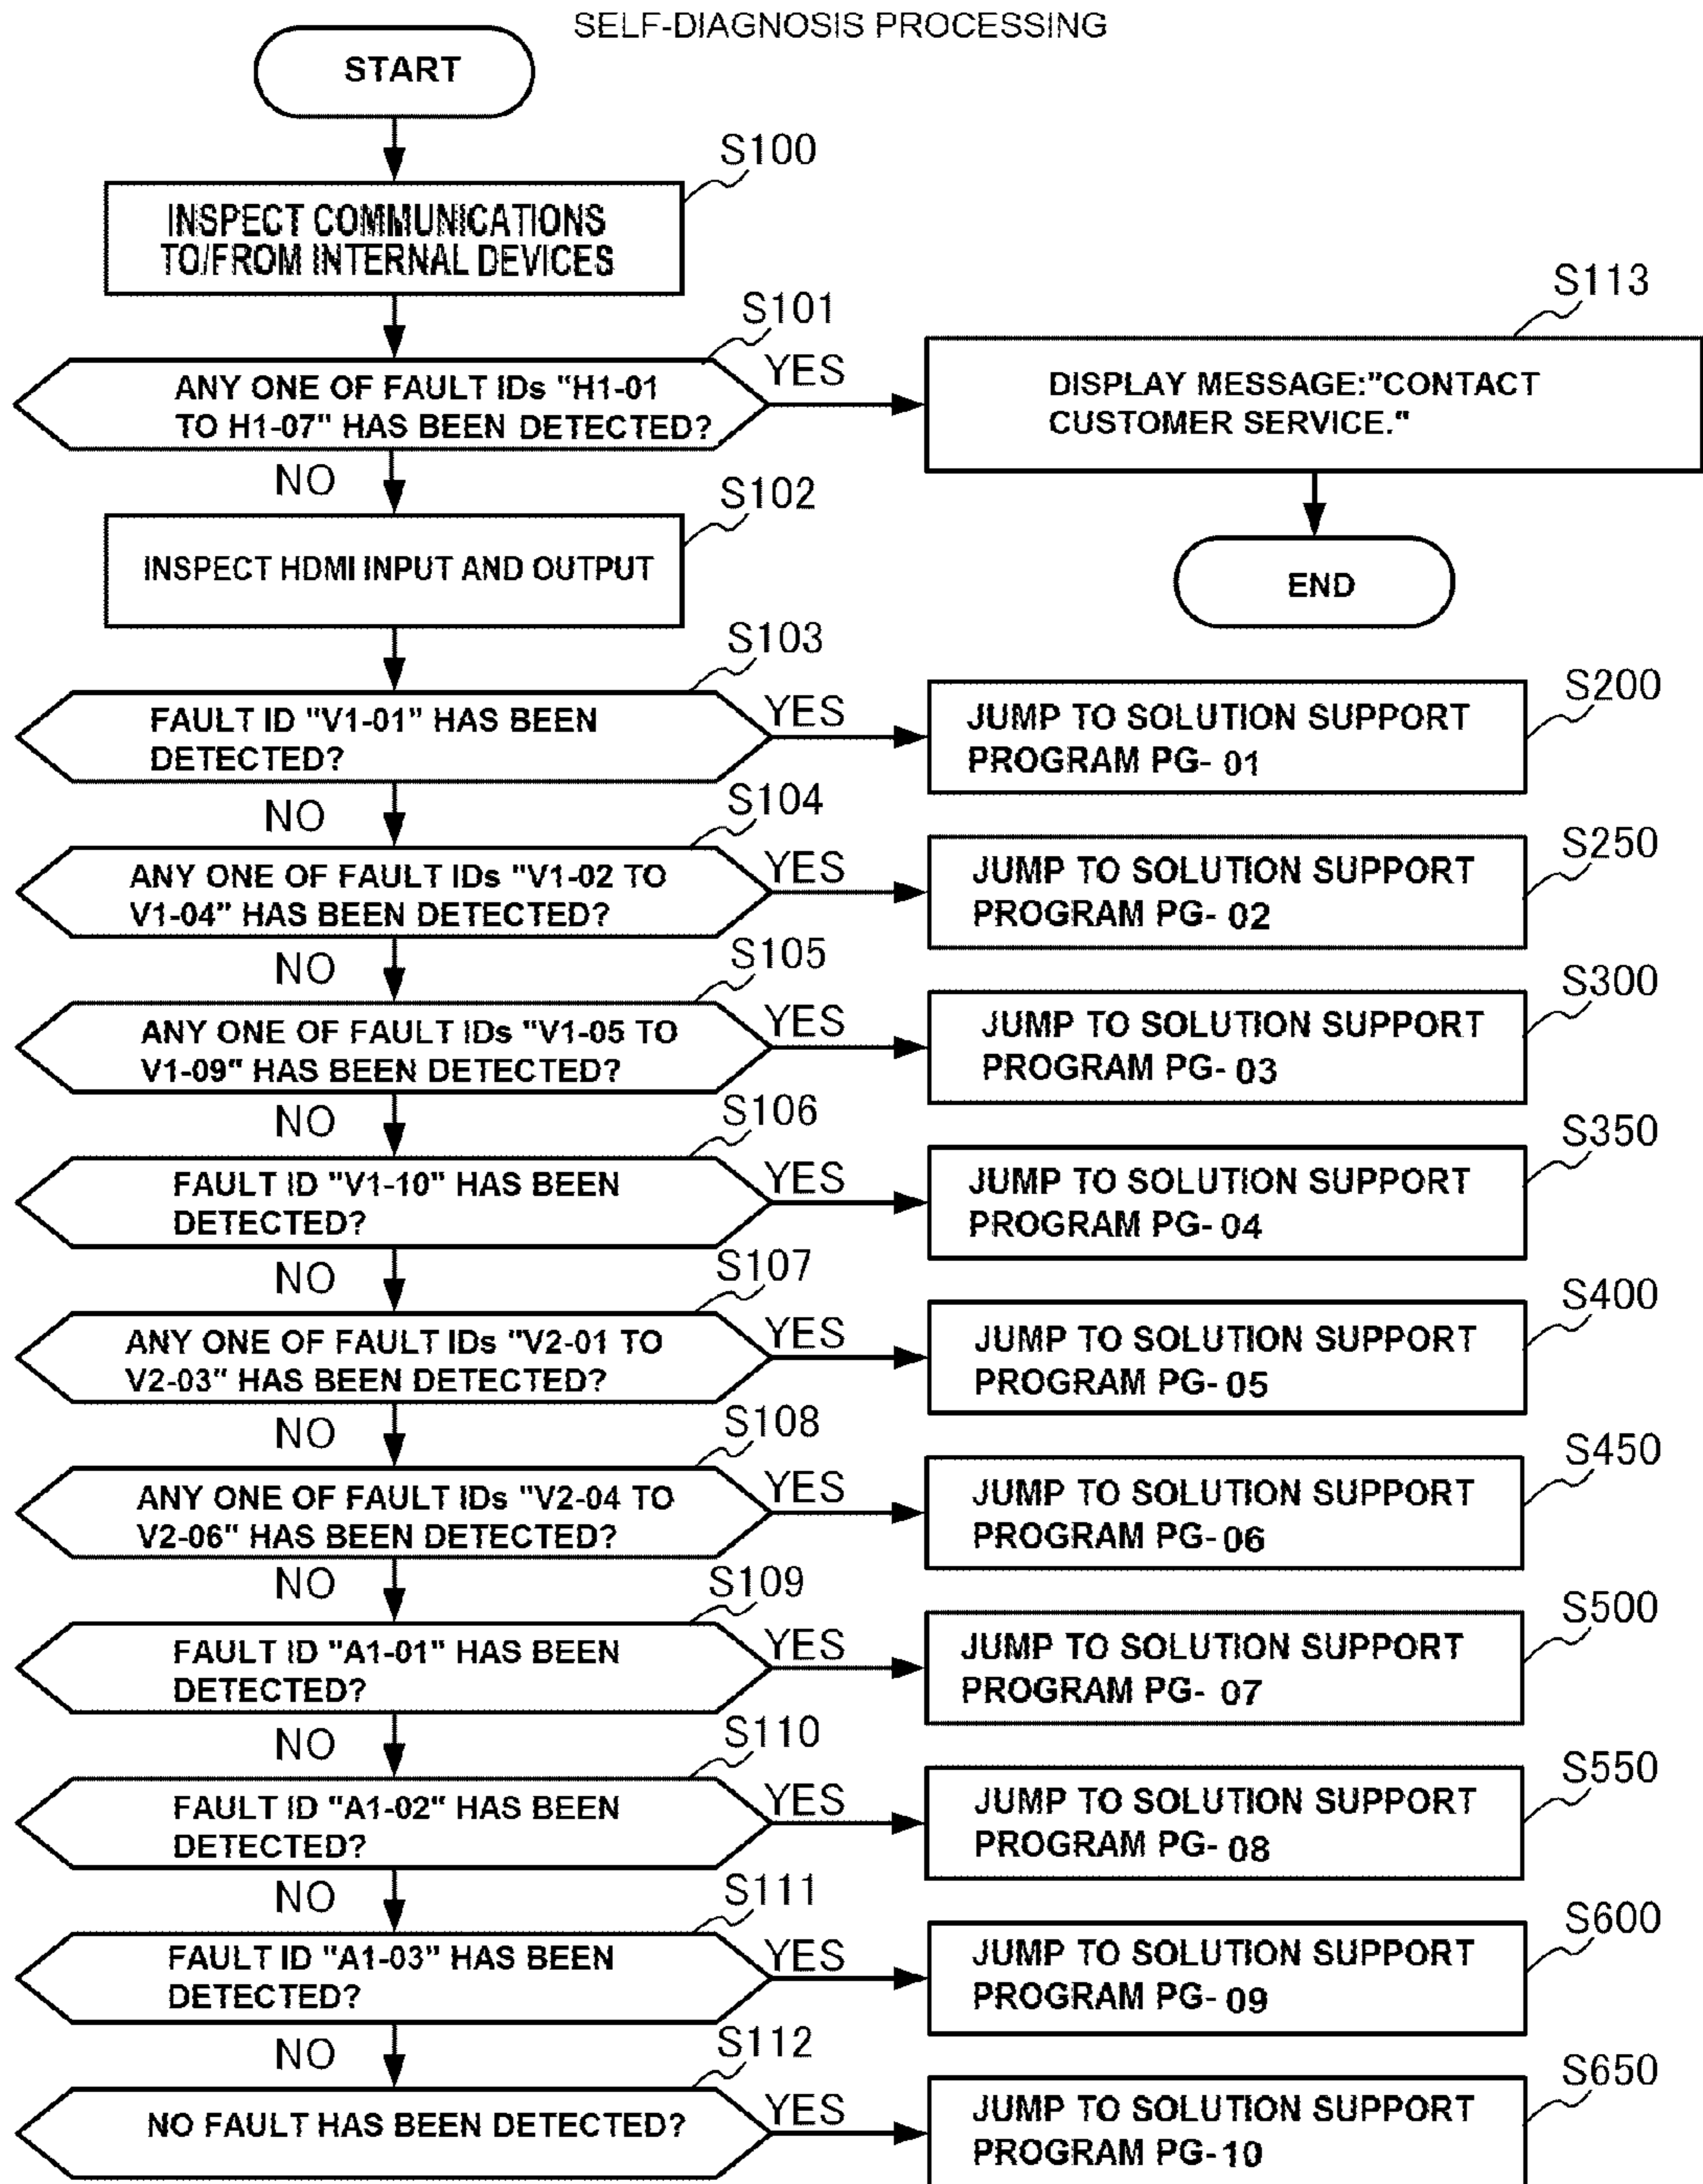 SELF-DIAGNOSIS PROCESSING
START
S100
INSPECT COMMUNICATIONS
TO/FROM INTERNAL DEVICES
S101
ANY ONE OF FAULT IDs "H1-01
TO H1-07" HAS BEEN DETECTED?
YES
S113
DISPLAY MESSAGE:"CONTACT
CUSTOMER SERVICE."
END
NO
S102
INSPECT HDMI INPUT AND OUTPUT
S103
FAULT ID "V1-01" HAS BEEN
DETECTED?
YES
S200
JUMP TO SOLUTION SUPPORT
PROGRAM PG- 01
NO
S104
ANY ONE OF FAULT IDs "V1-02 TO
V1-04" HAS BEEN DETECTED?
YES
S250
JUMP TO SOLUTION SUPPORT
PROGRAM PG- 02
NO
S105
ANY ONE OF FAULT IDs "V1-05 TO
V1-09" HAS BEEN DETECTED?
YES
S300
JUMP TO SOLUTION SUPPORT
PROGRAM PG- 03
NO
S106
FAULT ID "V1-10" HAS BEEN
DETECTED?
YES
S350
JUMP TO SOLUTION SUPPORT
PROGRAM PG- 04
NO
S107
ANY ONE OF FAULT IDs "V2-01 TO
V2-03" HAS BEEN DETECTED?
YES
S400
JUMP TO SOLUTION SUPPORT
PROGRAM PG- 05
NO
S108
ANY ONE OF FAULT IDs "V2-04 TO
V2-06" HAS BEEN DETECTED?
YES
S450
JUMP TO SOLUTION SUPPORT
PROGRAM PG- 06
NO
S109
FAULT ID "A1-01" HAS BEEN
DETECTED?
YES
S500
JUMP TO SOLUTION SUPPORT
PROGRAM PG- 07
NO
S110
FAULT ID "A1-02" HAS BEEN
DETECTED?
YES
S550
JUMP TO SOLUTION SUPPORT
PROGRAM PG- 08
NO
S111
FAULT ID "A1-03" HAS BEEN
DETECTED?
YES
S600
JUMP TO SOLUTION SUPPORT
PROGRAM PG- 09
NO
S112
NO FAULT HAS BEEN DETECTED?
YES
S650
JUMP TO SOLUTION SUPPORT
PROGRAM PG-10